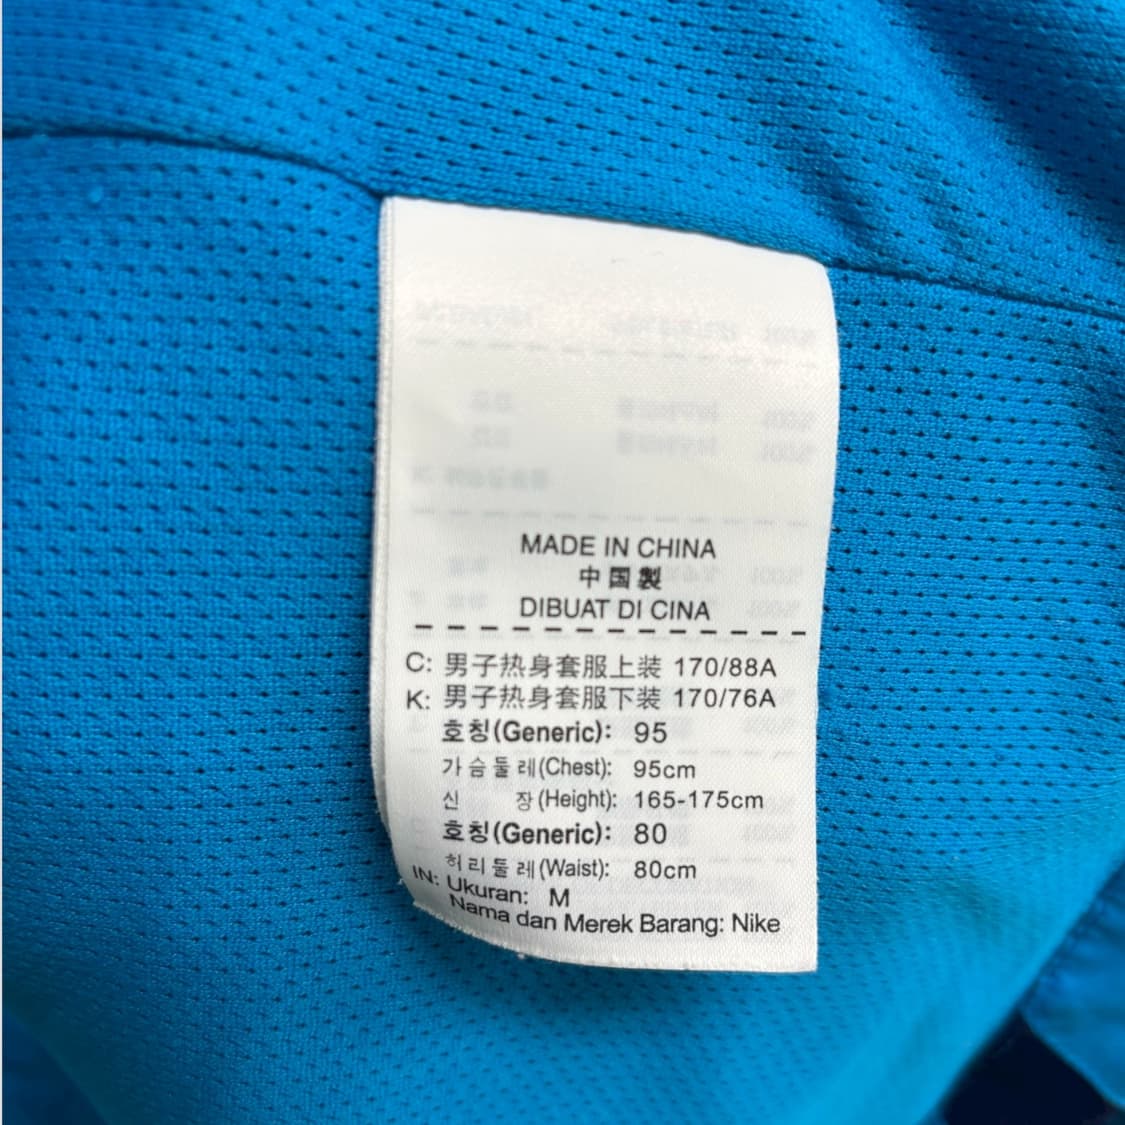 MADE IN CHINA
中国製
DIBUAT DI CINA
C: 男子热身套服上装 170/88A
K: 男子热身套服下装 170/76A
호칭(Generic): 95
가슴둘레(Chest): 95cm
신 장(Height): 165-175cm
호칭(Generic): 80
허리둘레(Waist): 80cm
IN: Ukuran: M
Nama dan Merek Barang: Nike